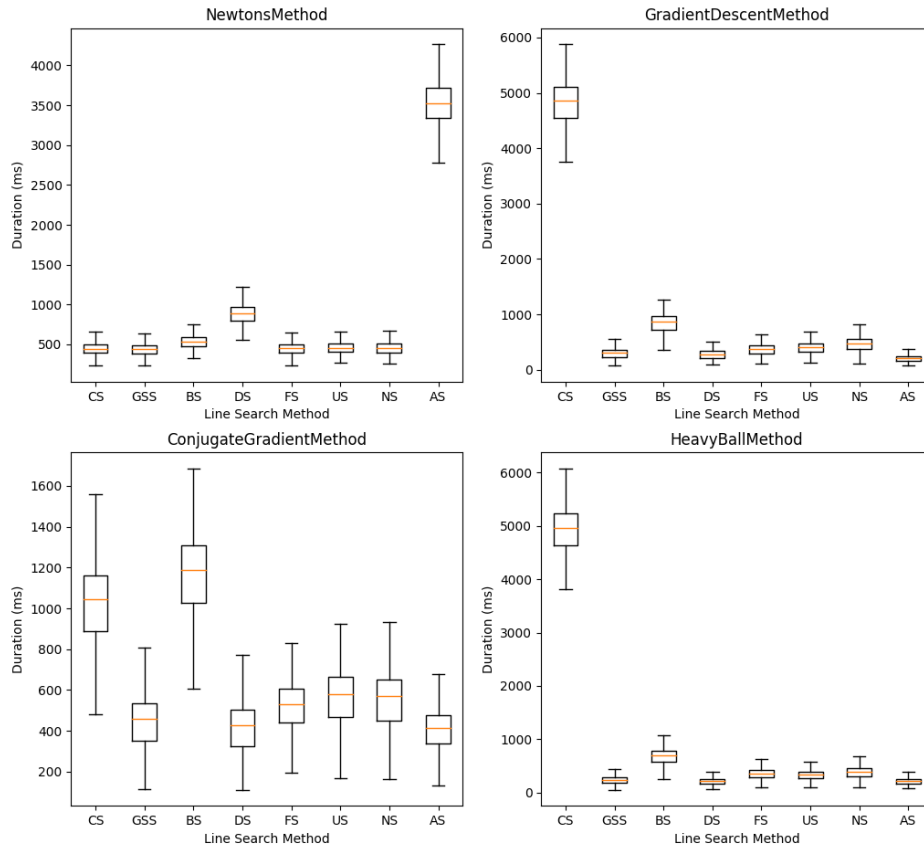 NewtonsMethod
4000
3500
3000
2500
2000
1500
1000
500
Duration (ms)
CS GSS BS DS FS US NS AS
Line Search Method
GradientDescentMethod
6000
5000
4000
3000
2000
1000
0
Duration (ms)
CS GSS BS DS FS US NS AS
Line Search Method
ConjugateGradientMethod
1600
1400
1200
1000
800
600
400
200
Duration (ms)
CS GSS BS DS FS US NS AS
Line Search Method
HeavyBallMethod
6000
5000
4000
3000
2000
1000
0
Duration (ms)
CS GSS BS DS FS US NS AS
Line Search Method